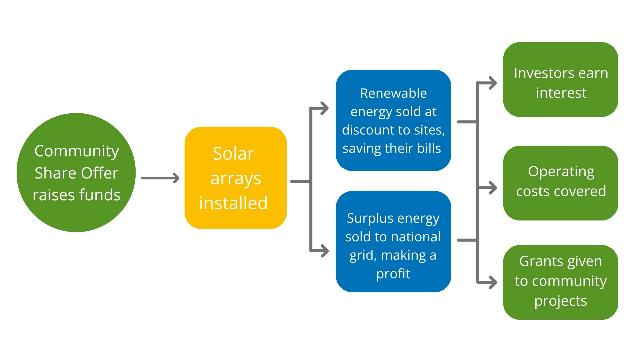 Community
Share Offer
raises funds
Solar
arrays
installed
Renewable
energy sold at
discount to sites,
saving their bills
Surplus energy
sold to national
grid, making a
profit
Investors earn
interest
Operating
costs covered
Grants given
to community
projects